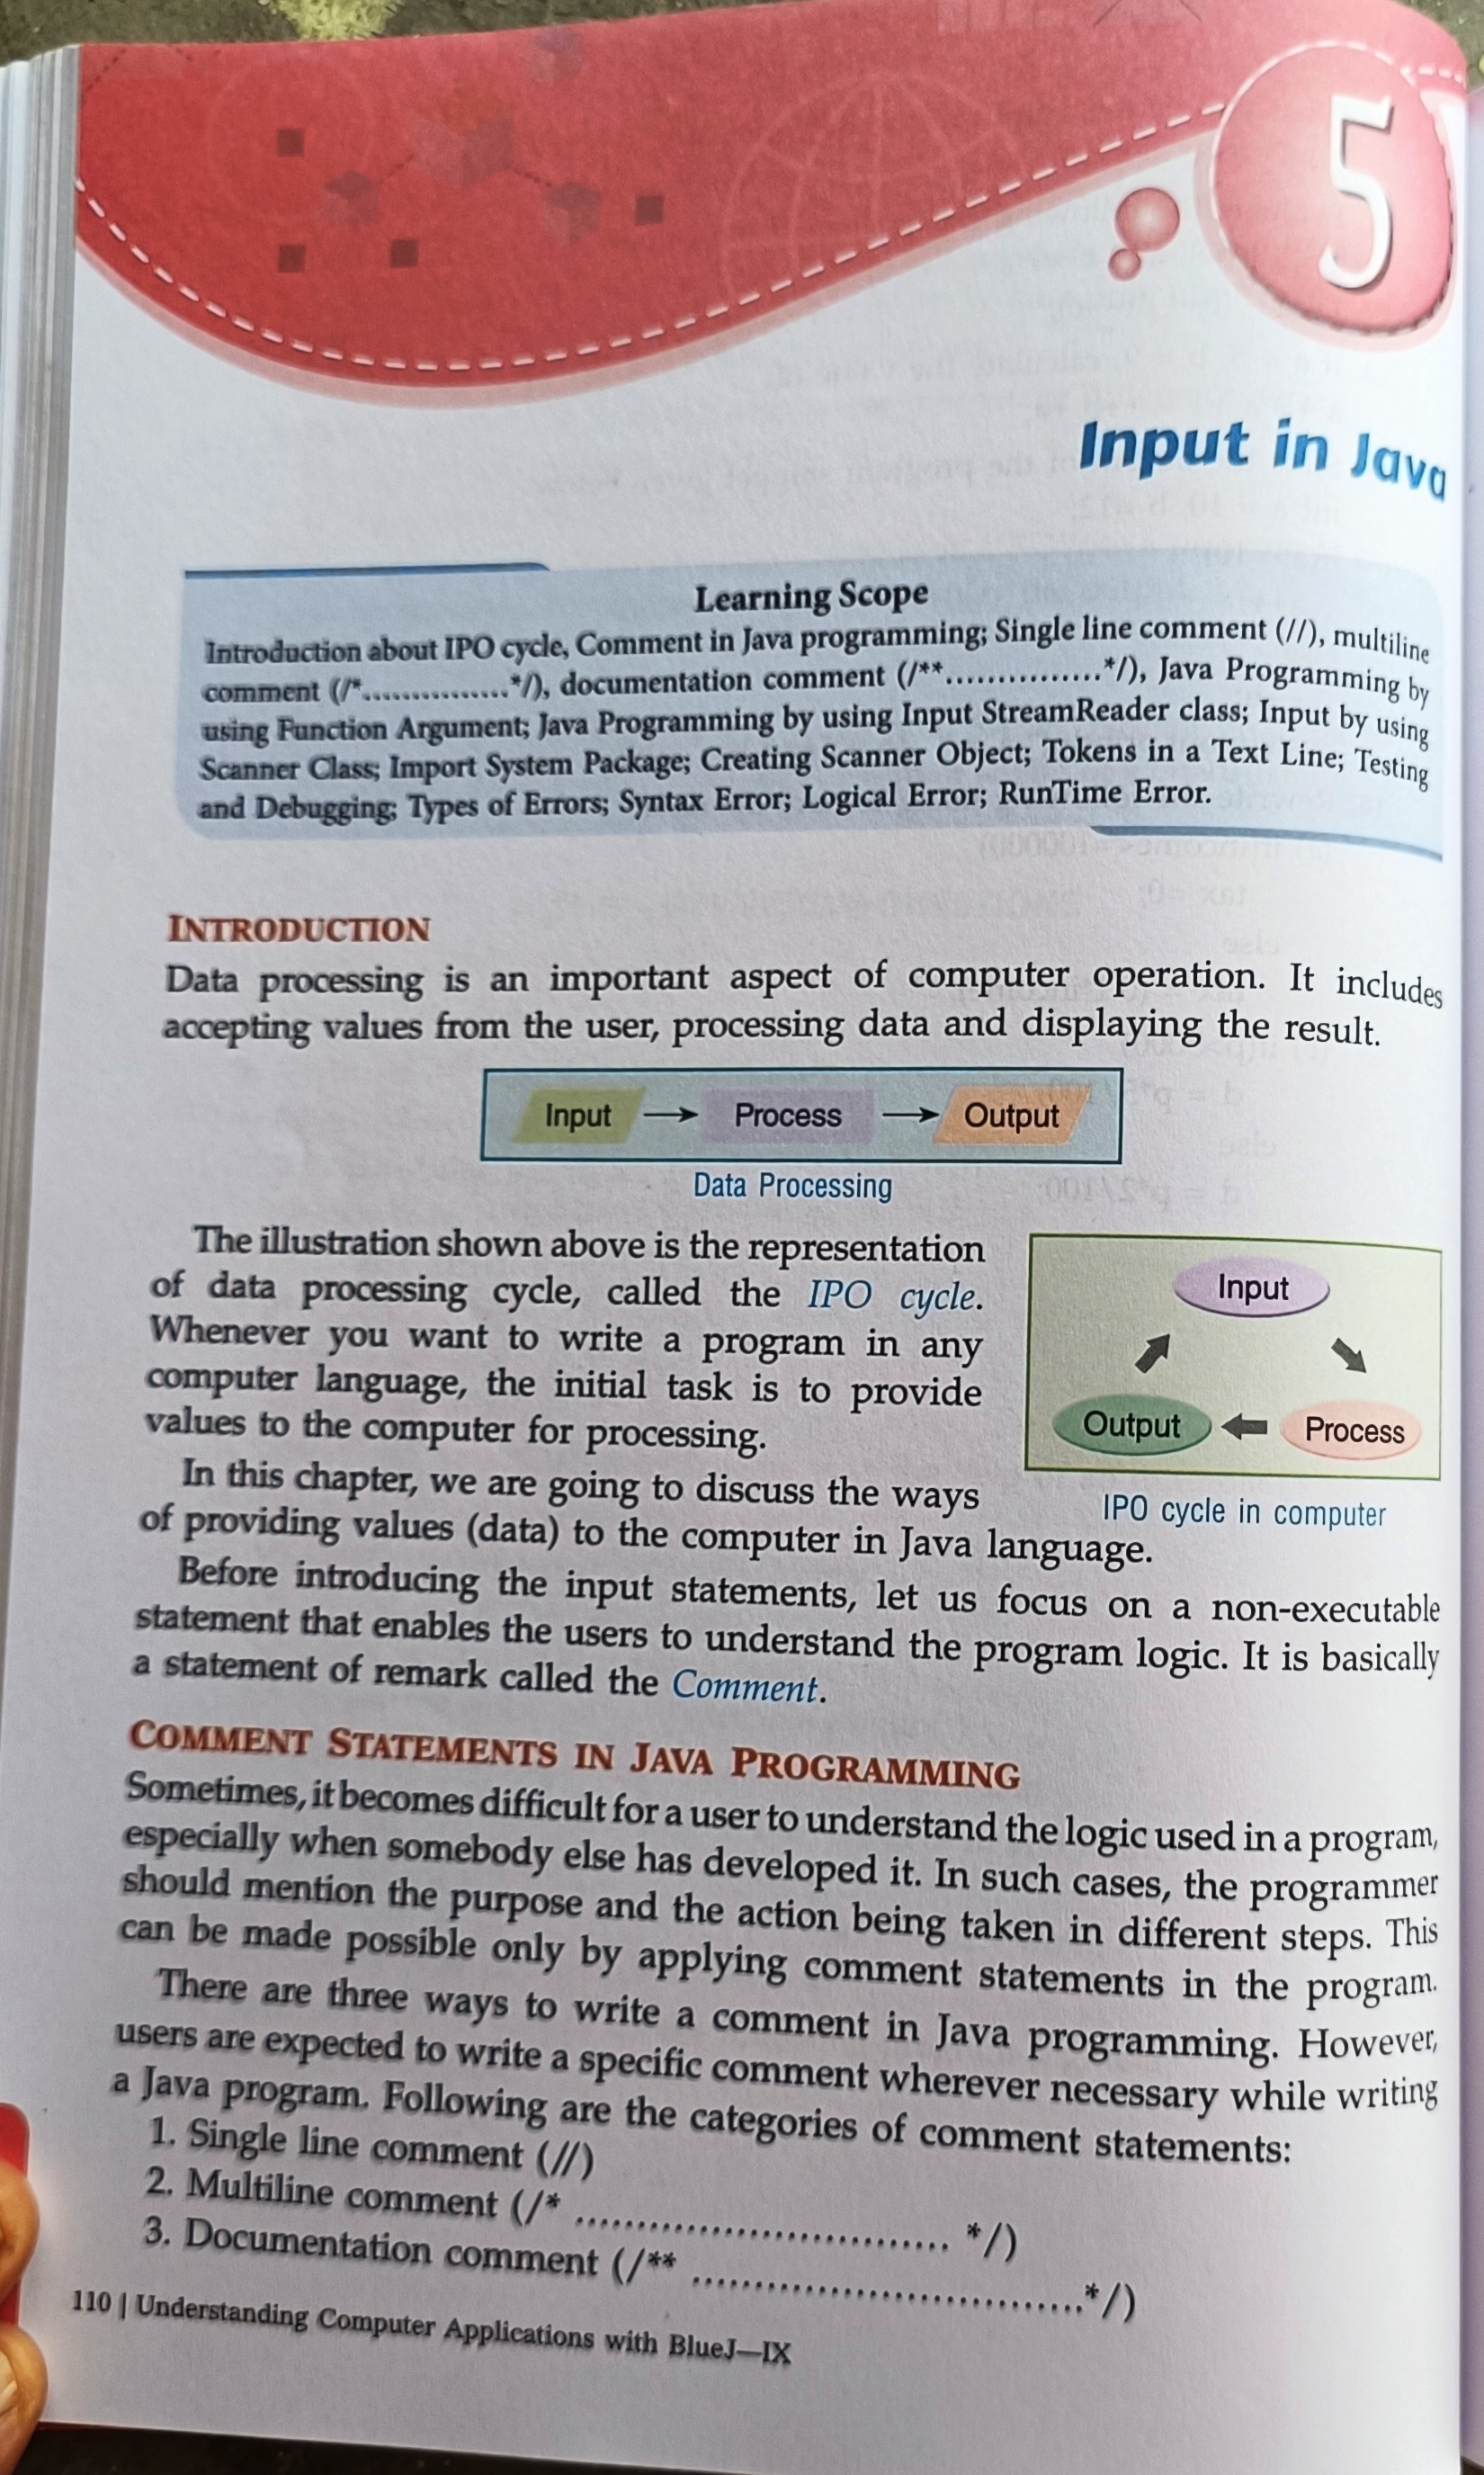 5
Input in Java
Learning Scope
Introduction about IPO cycle, Comment in Java programming; Single line comment (//), multiline
comment (/*...............*/), documentation comment (/**................*/), Java Programming by
using Function Argument; Java Programming by using Input StreamReader class; Input by using
Scanner Class; Import System Package; Creating Scanner Object; Tokens in a Text Line; Testing
and Debugging; Types of Errors; Syntax Error; Logical Error; RunTime Error.
INTRODUCTION
Data processing is an important aspect of computer operation. It includes
accepting values from the user, processing data and displaying the result.
Input → Process → Output
Data Processing
The illustration shown above is the representation
of data processing cycle, called the IPO cycle.
Whenever you want to write a program in any
computer language, the initial task is to provide
values to the computer for processing.
Input
Output
Process
IPO cycle in computer
In this chapter, we are going to discuss the ways
of providing values (data) to the computer in Java language.
Before introducing the input statements, let us focus on a non-executable
statement that enables the users to understand the program logic. It is basically
a statement of remark called the Comment.
COMMENT STATEMENTS IN JAVA PROGRAMMING
Sometimes, it becomes difficult for a user to understand the logic used in a program,
especially when somebody else has developed it. In such cases, the programmer
should mention the purpose and the action being taken in different steps. This
can be made possible only by applying comment statements in the program.
There are three ways to write a comment in Java programming. However,
users are expected to write a specific comment wherever necessary while writing
a Java program. Following are the categories of comment statements:
1. Single line comment (//)
2. Multiline comment (/* .............................. */)
3. Documentation comment (/** ................................*/)
110 | Understanding Computer Applications with BlueJ—IX